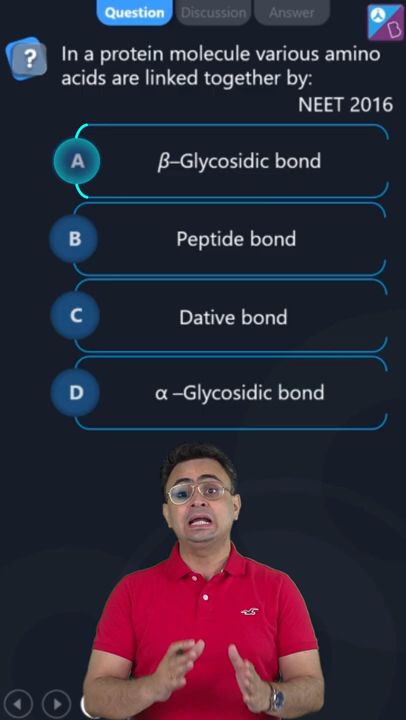 Question
Discussion
Answer
?
In a protein molecule various amino
acids are linked together by:
NEET 2016
A
β–Glycosidic bond
B
Peptide bond
C
Dative bond
D
α –Glycosidic bond